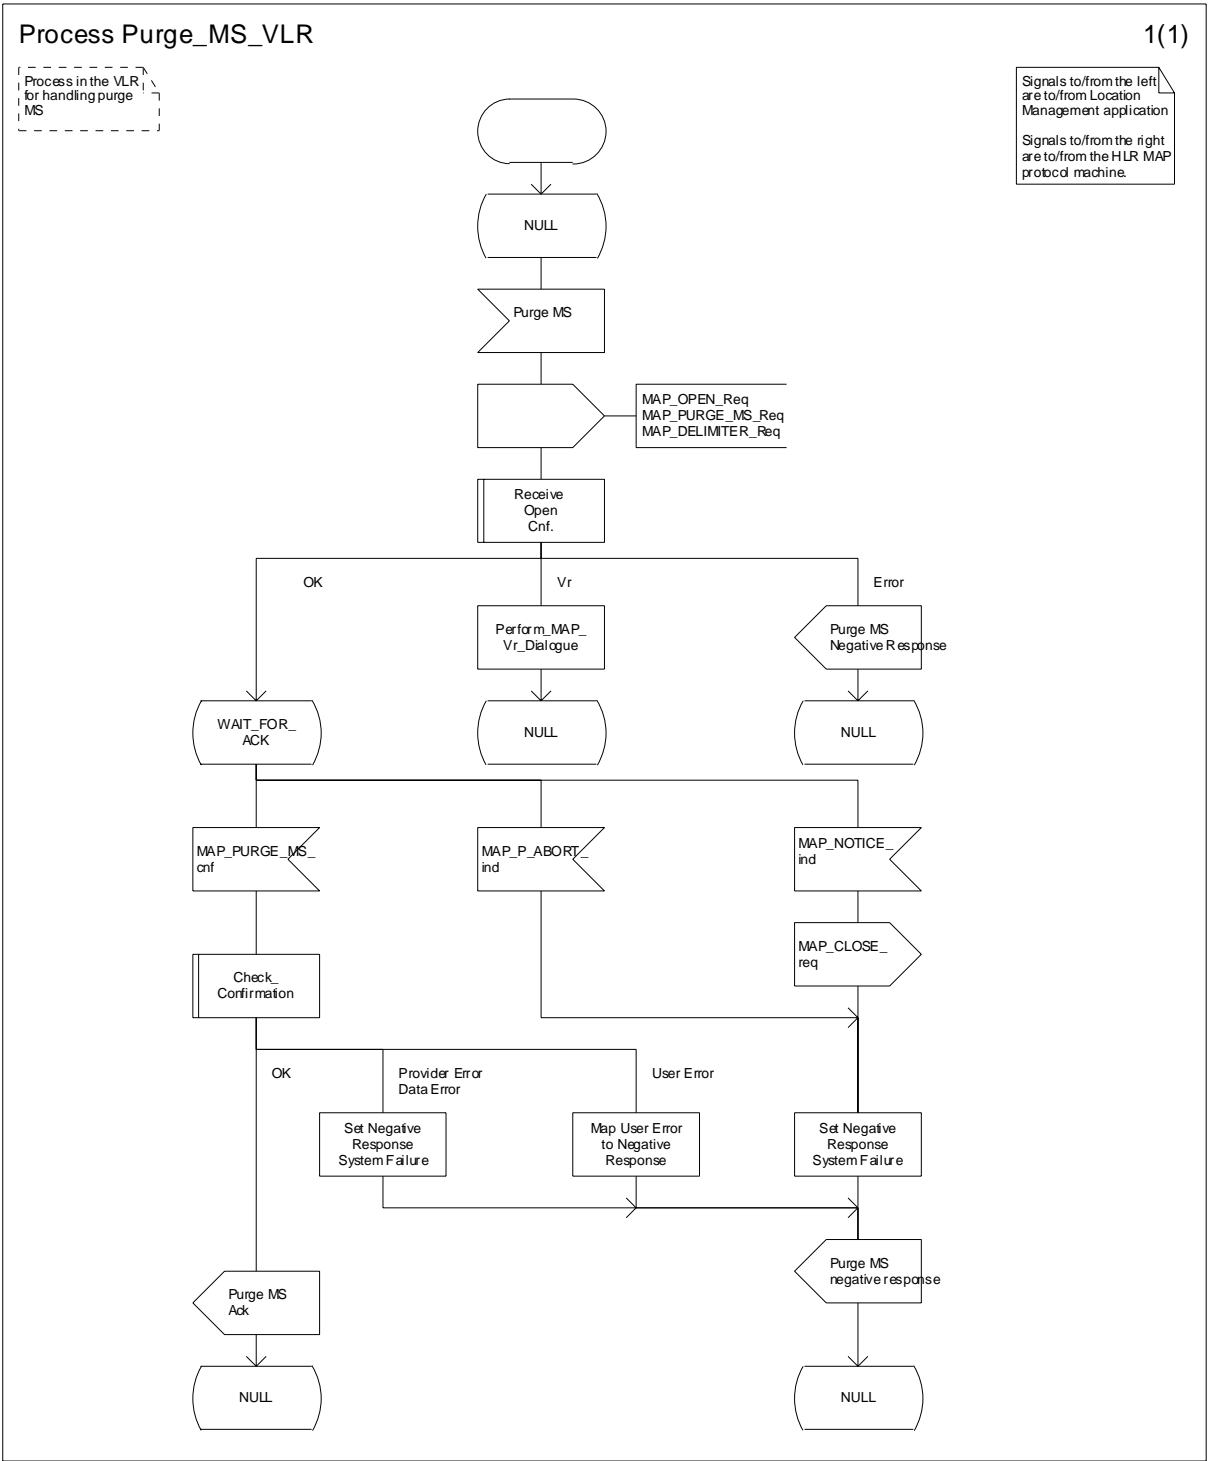 Process Purge_MS_VLR
1(1)
Process in the VLR
for handling purge
MS
Signals to/from the left
are to/from Location
Management application
Signals to/from the right
are to/from the HLR MAP
protocol machine.
NULL
Purge MS
MAP_OPEN_Req
MAP_PURGE_MS_Req
MAP_DELIMITER_Req
Receive
Open
Cnf.
OK
Vr
Error
Perform_MAP_
Vr_Dialogue
Purge MS
Negative Response
WAIT_FOR_
ACK
NULL
NULL
MAP_PURGE_MS_
cnf
MAP_P_ABORT_
ind
MAP_NOTICE_
ind
MAP_CLOSE_
req
Check_
Confirmation
OK
Provider Error
Data Error
User Error
Set Negative
Response
System Failure
Map User Error
to Negative
Response
Set Negative
Response
System Failure
Purge MS
negative response
Purge MS
Ack
NULL
NULL